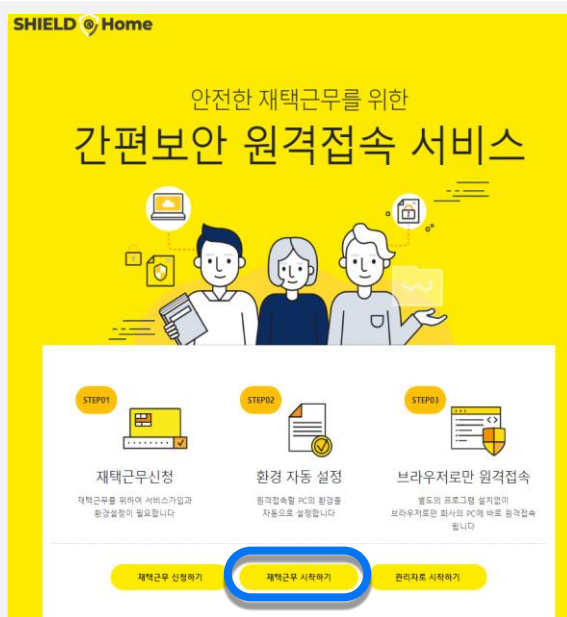 SHIELD @ Home
안전한 재택근무를 위한
간편보안 원격접속 서비스
STEP01
STEP02
STEP03
재택근무신청
환경 자동 설정
브라우저로만 원격접속
재택근무를 위하여 서비스가입과
환경설정이 필요합니다
원격접속할 PC의 환경을
자동으로 설정합니다
별도의 프로그램 설치없이
브라우저로만 회사의 PC에 바로 원격접속
됩니다
재택근무 신청하기
재택근무 시작하기
관리자로 시작하기